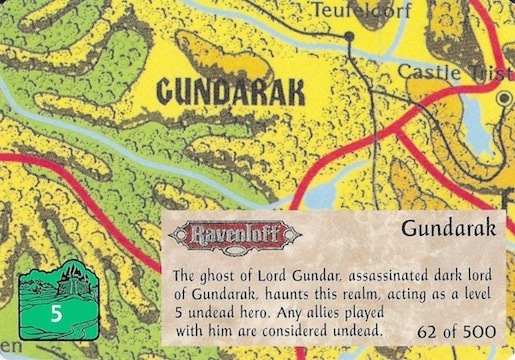 Teufeldorf
Castle Trist
GUNDARAK
Ravenloft
Gundarak
The ghost of Lord Gundar, assassinated dark lord
of Gundarak, haunts this realm, acting as a level
5 undead hero. Any allies played
with him are considered undead.
62 of 500
5
en